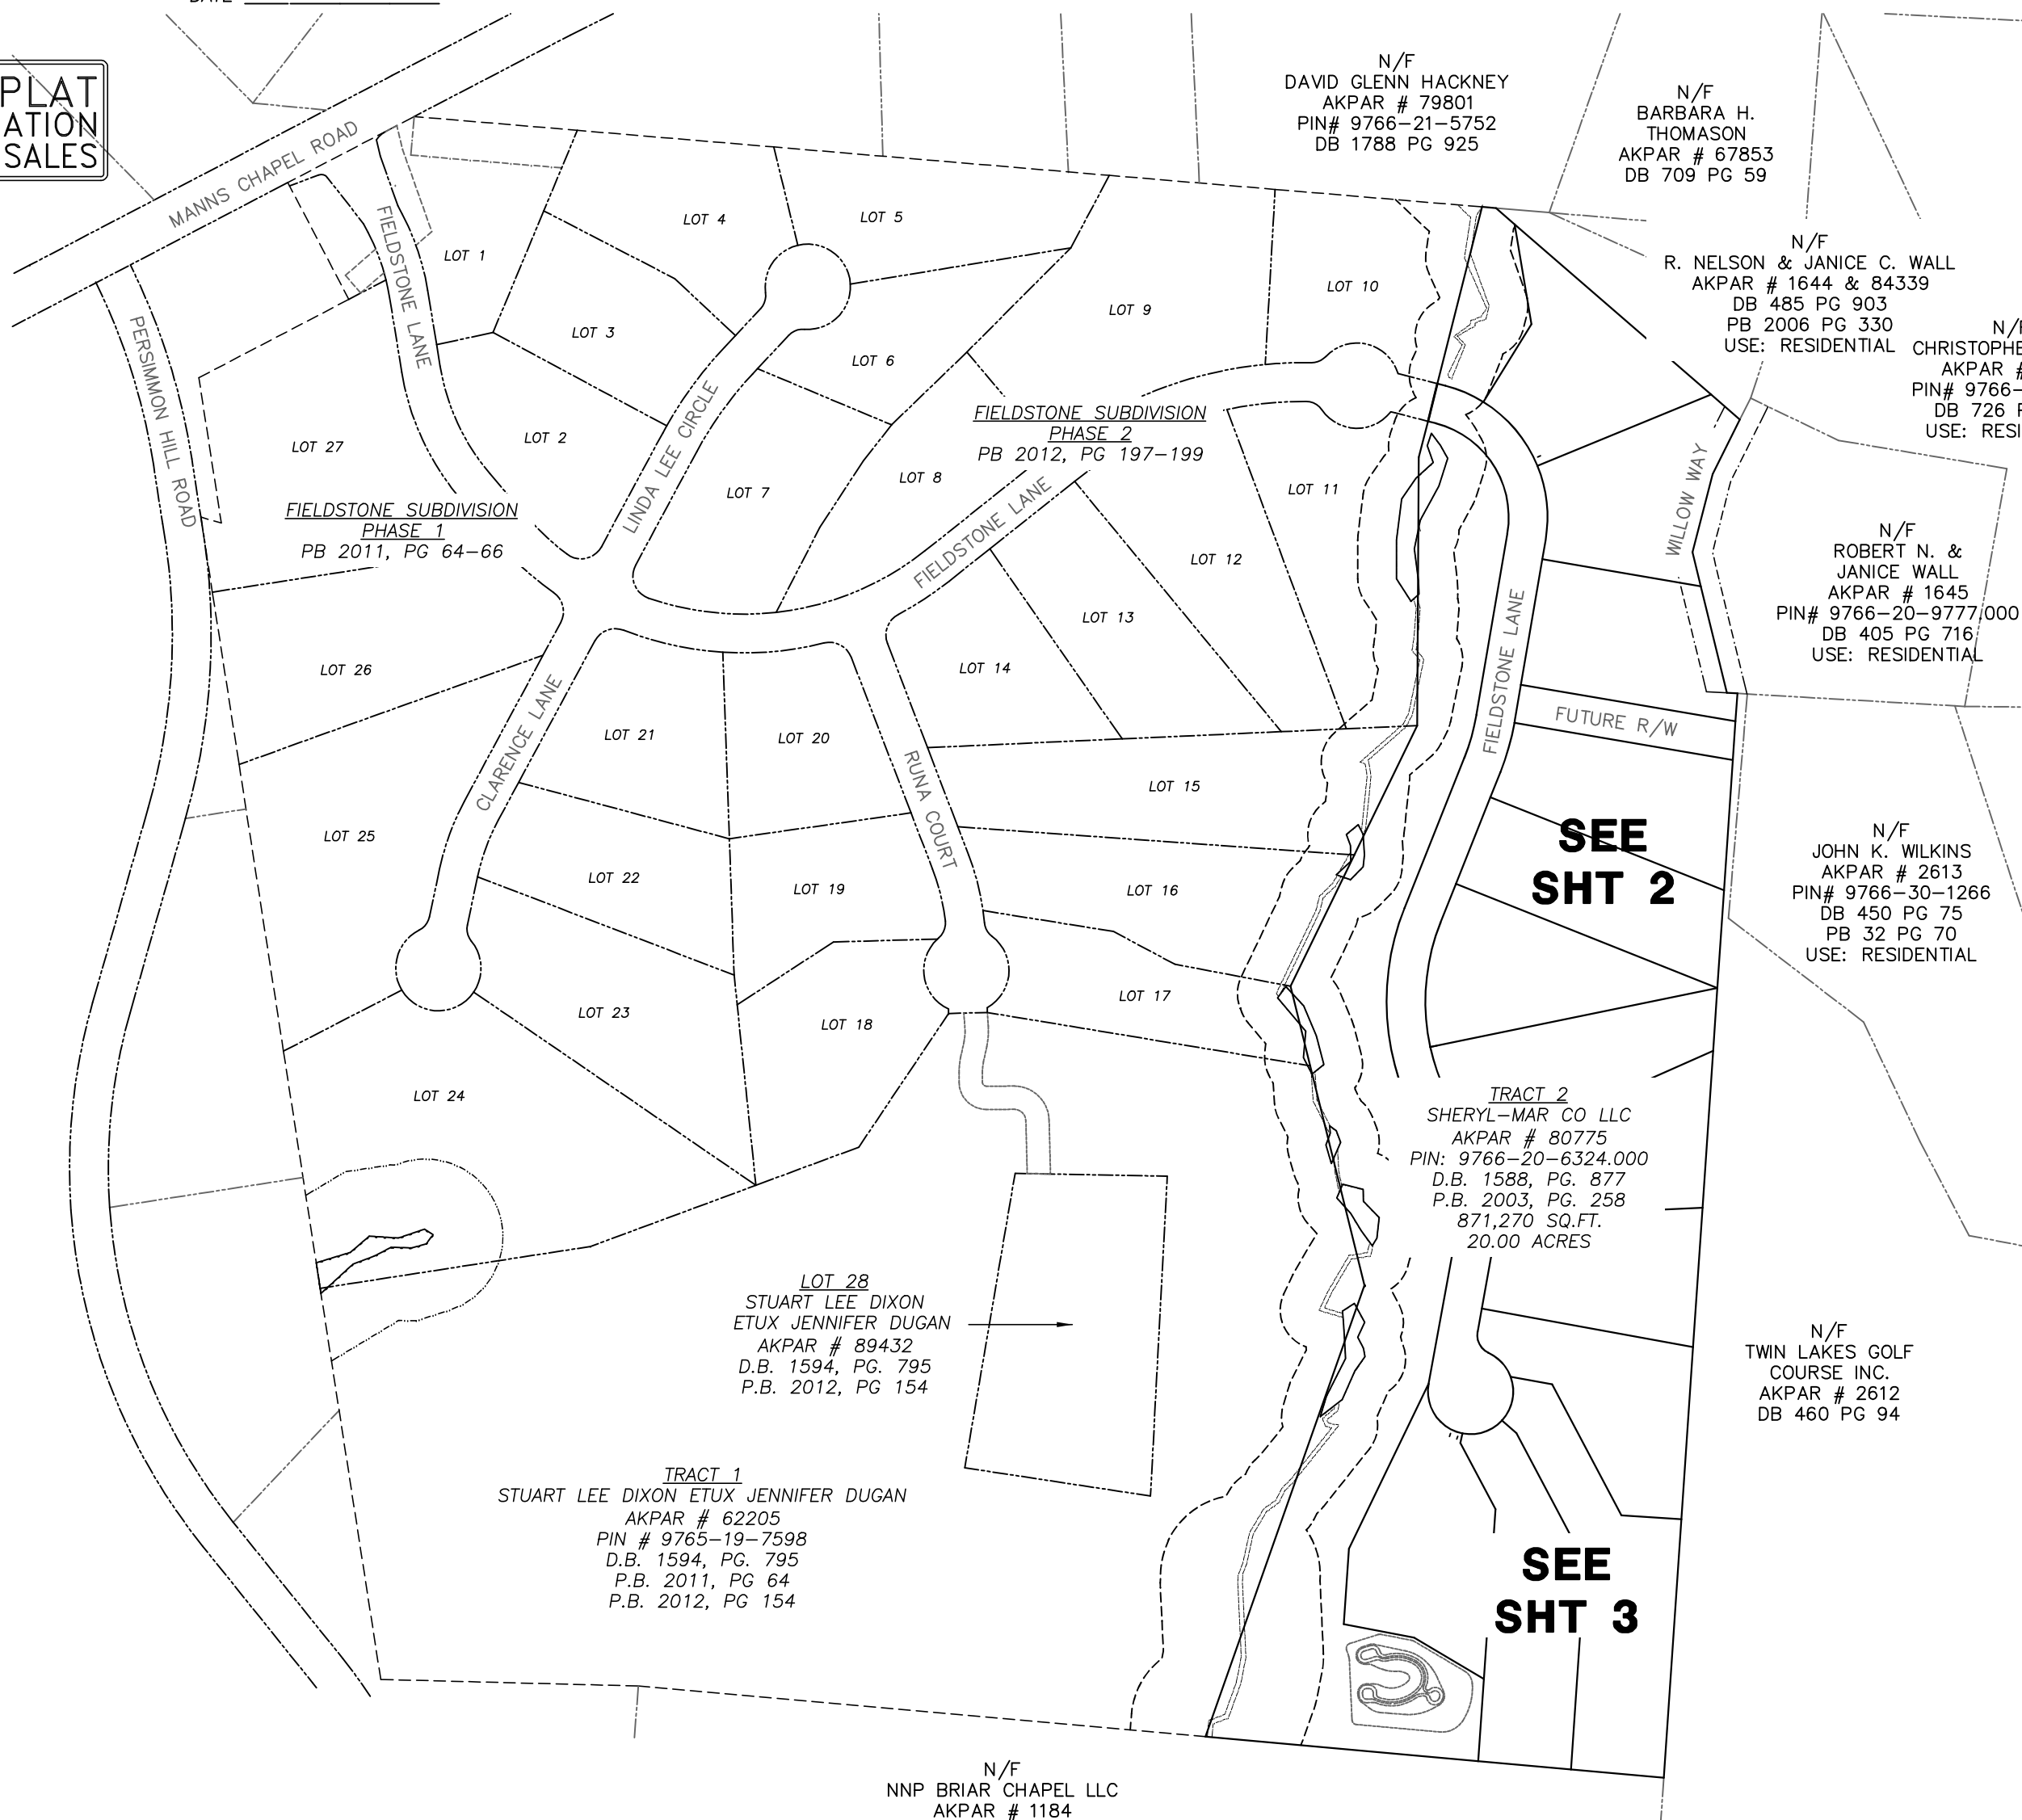 DATE
PLAT
ATION
SALES
MANNS CHAPEL ROAD
N/F
DAVID GLENN HACKNEY
AKPAR # 79801
PIN# 9766-21-5752
DB 1788 PG 925
N/F
BARBARA H.
THOMASON
AKPAR # 67853
DB 709 PG 59
N/F
R. NELSON & JANICE C. WALL
AKPAR # 1644 & 84339
DB 485 PG 903
PB 2006 PG 330
USE: RESIDENTIAL
N/F
CHRISTOPHE
AKPAR #
PIN# 9766-
DB 726 P
USE: RESI
PERSIMMON HILL ROAD
FIELDSTONE LANE
LOT 1
LOT 4
LOT 5
LOT 3
LOT 6
LOT 9
LOT 10
LOT 27
LOT 2
LINDA LEE CIRCLE
LOT 7
LOT 8
FIELDSTONE SUBDIVISION
PHASE 2
PB 2012, PG 197-199
LOT 11
WILLOW WAY
FIELDSTONE SUBDIVISION
PHASE 1
PB 2011, PG 64-66
FIELDSTONE LANE
LOT 12
N/F
ROBERT N. &
JANICE WALL
AKPAR # 1645
PIN# 9766-20-9777.000
DB 405 PG 716
USE: RESIDENTIAL
LOT 13
LOT 26
LOT 14
FIELDSTONE LANE
FUTURE R/W
CLARENCE LANE
LOT 21
LOT 20
RUNA COURT
LOT 15
LOT 25
SEE
SHT 2
LOT 22
LOT 19
LOT 16
N/F
JOHN K. WILKINS
AKPAR # 2613
PIN# 9766-30-1266
DB 450 PG 75
PB 32 PG 70
USE: RESIDENTIAL
LOT 23
LOT 18
LOT 17
LOT 24
TRACT 2
SHERYL-MAR CO LLC
AKPAR # 80775
PIN: 9766-20-6324.000
D.B. 1588, PG. 877
P.B. 2003, PG. 258
871,270 SQ.FT.
20.00 ACRES
LOT 28
STUART LEE DIXON
ETUX JENNIFER DUGAN
AKPAR # 89432
D.B. 1594, PG. 795
P.B. 2012, PG 154
N/F
TWIN LAKES GOLF
COURSE INC.
AKPAR # 2612
DB 460 PG 94
TRACT 1
STUART LEE DIXON ETUX JENNIFER DUGAN
AKPAR # 62205
PIN # 9765-19-7598
D.B. 1594, PG. 795
P.B. 2011, PG 64
P.B. 2012, PG 154
SEE
SHT 3
N/F
NNP BRIAR CHAPEL LLC
AKPAR # 1184